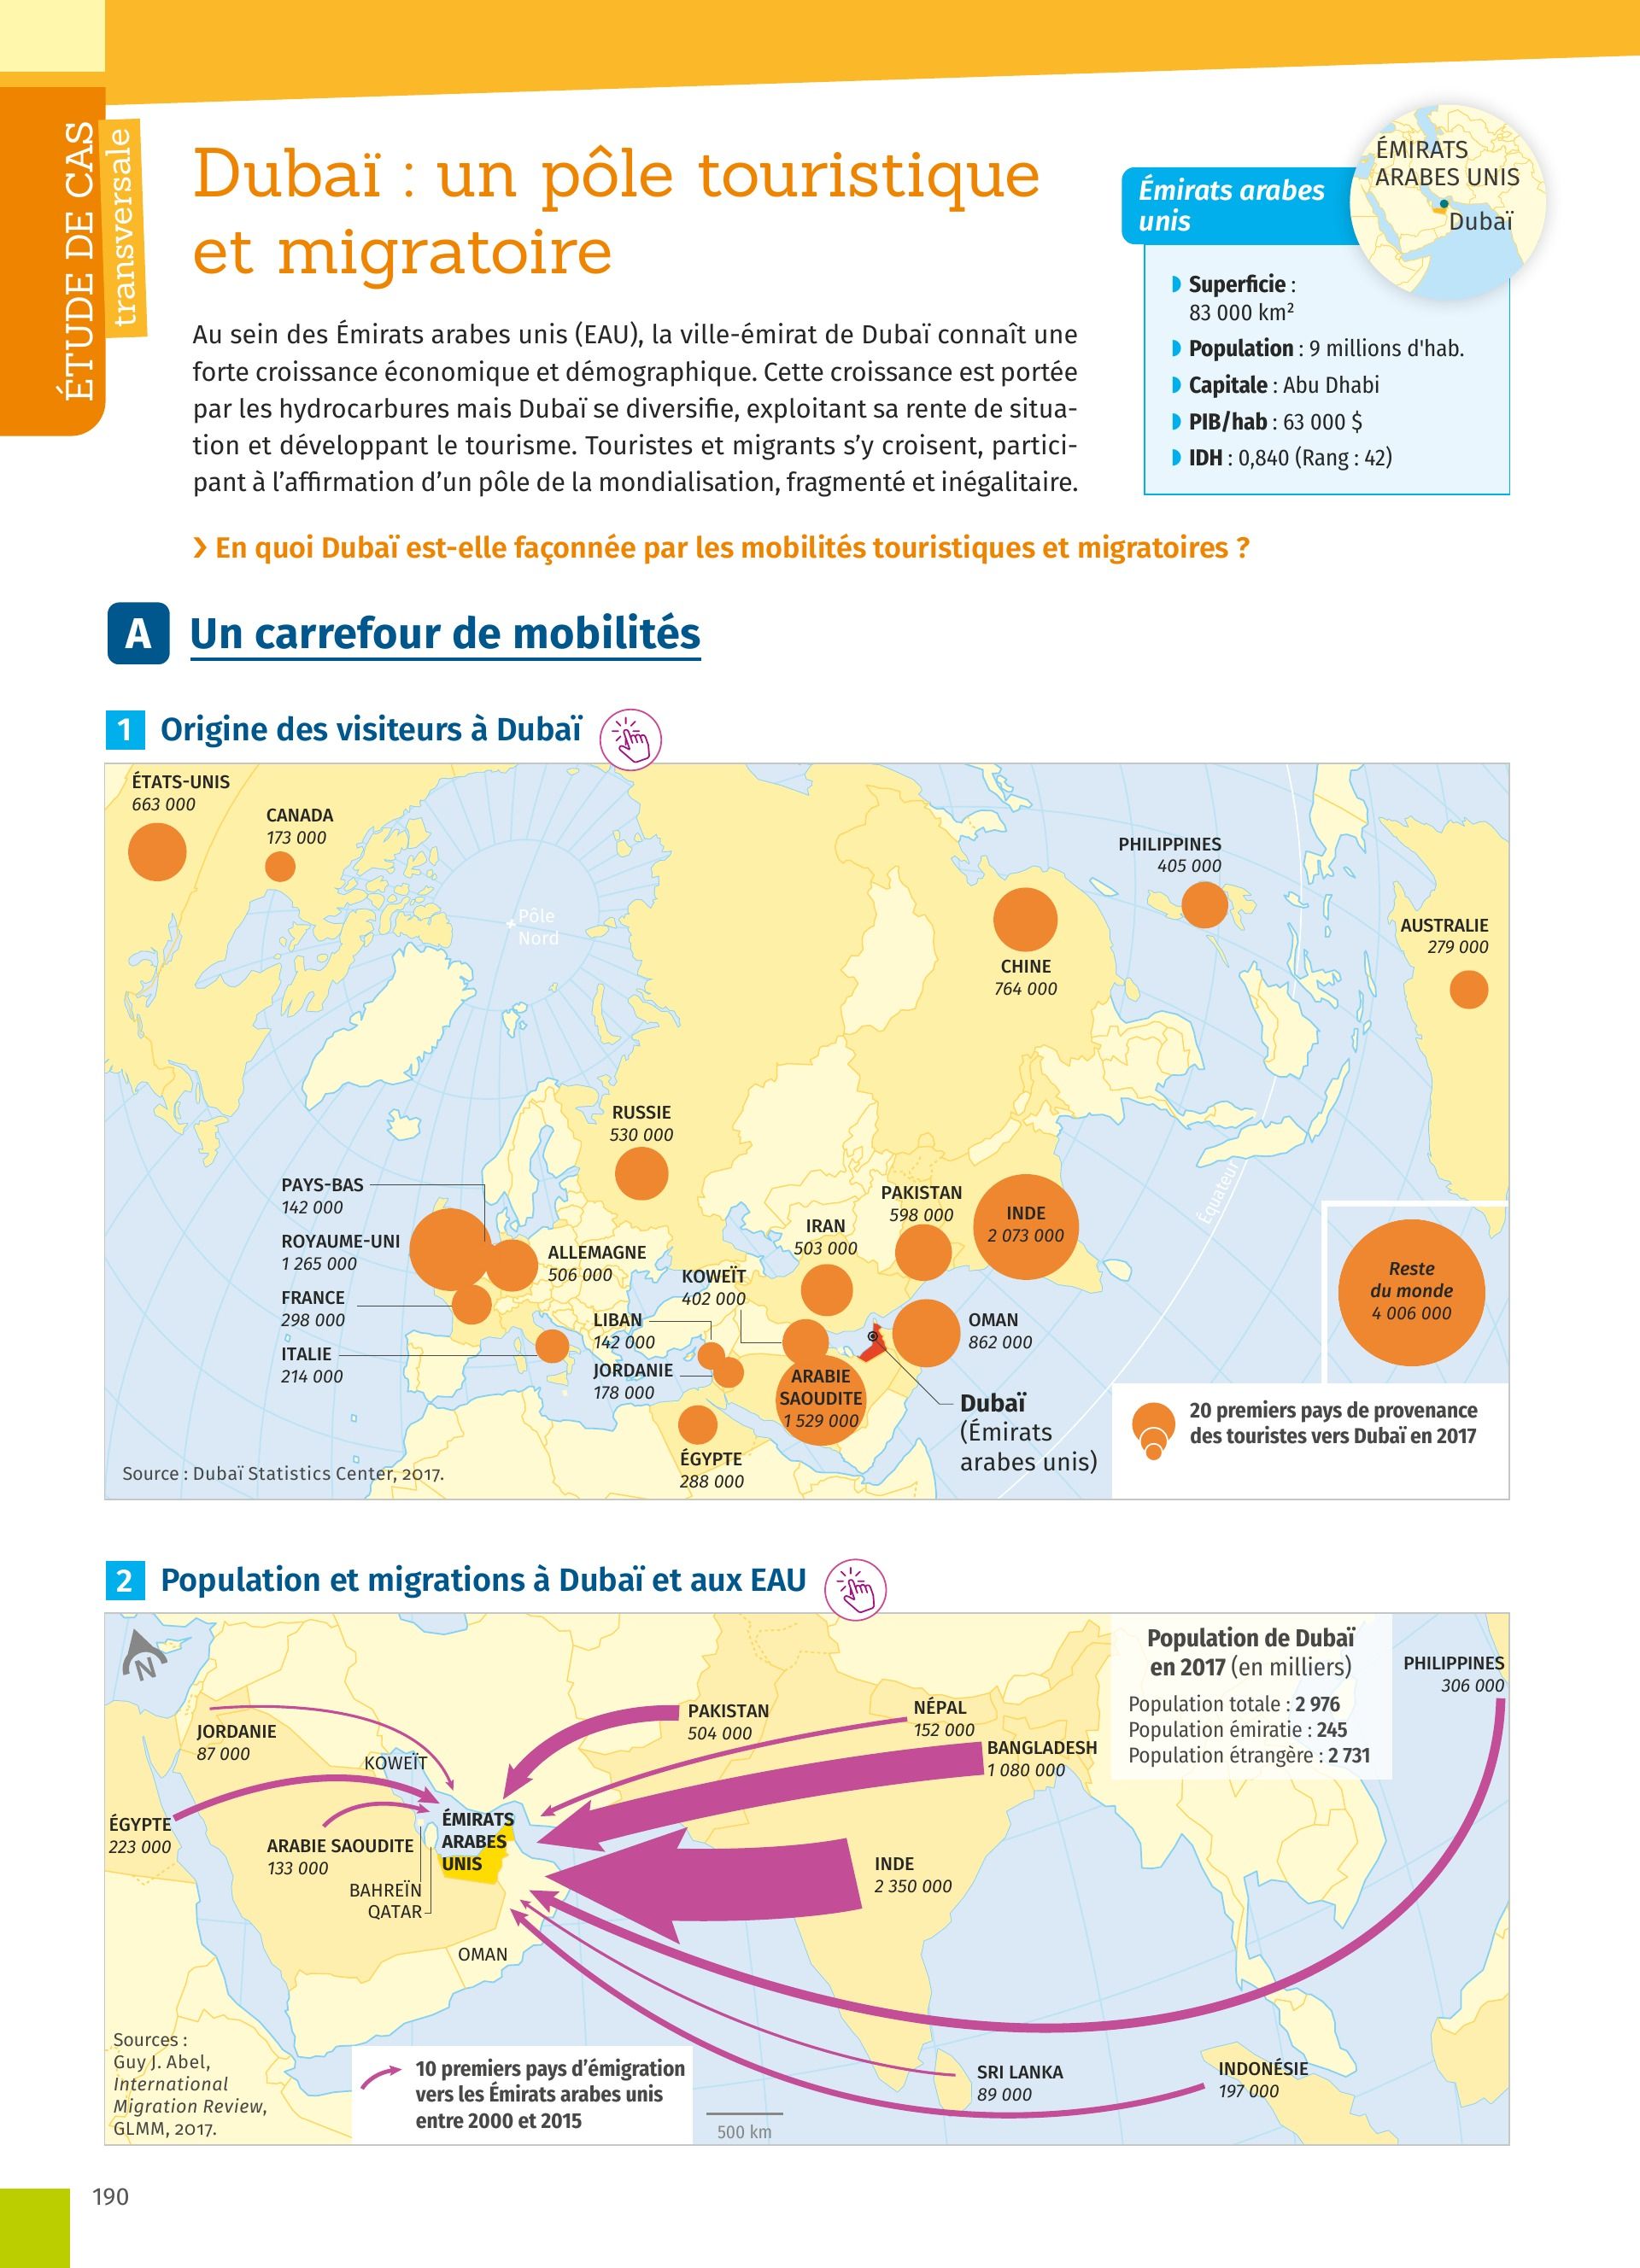 ÉTUDE DE CAS
transversale
Dubaï : un pôle touristique
et migratoire
Au sein des Émirats arabes unis (EAU), la ville-émirat de Dubaï connaît une
forte croissance économique et démographique. Cette croissance est portée
par les hydrocarbures mais Dubaï se diversifie, exploitant sa rente de situa-
tion et développant le tourisme. Touristes et migrants s’y croisent, partici-
pant à l’affirmation d’un pôle de la mondialisation, fragmenté et inégalitaire.
Émirats arabes
unis
ÉMIRATS
ARABES UNIS
Dubaï
Superficie :
83 000 km²
Population : 9 millions d'hab.
Capitale : Abu Dhabi
PIB/hab : 63 000 $
IDH : 0,840 (Rang : 42)
› En quoi Dubaï est-elle façonnée par les mobilités touristiques et migratoires ?
A Un carrefour de mobilités
1 Origine des visiteurs à Dubaï
ÉTATS-UNIS
663 000
CANADA
173 000
Pôle
Nord
PHILIPPINES
405 000
AUSTRALIE
279 000
CHINE
764 000
RUSSIE
530 000
PAYS-BAS
142 000
ROYAUME-UNI
1 265 000
FRANCE
298 000
ITALIE
214 000
ALLEMAGNE
506 000
KOWEÏT
402 000
LIBAN
142 000
JORDANIE
178 000
ÉGYPTE
288 000
IRAN
503 000
PAKISTAN
598 000
INDE
2 073 000
OMAN
862 000
ARABIE
SAOUDITE
1 529 000
Dubaï
(Émirats
arabes unis)
Équateur
Reste
du monde
4 006 000
20 premiers pays de provenance
des touristes vers Dubaï en 2017
Source : Dubaï Statistics Center, 2017.
2 Population et migrations à Dubaï et aux EAU
N
JORDANIE
87 000
KOWEÏT
ÉGYPTE
223 000
ARABIE SAOUDITE
133 000
BAHREÏN
QATAR
ÉMIRATS
ARABES
UNIS
OMAN
PAKISTAN
504 000
NÉPAL
152 000
BANGLADESH
1 080 000
INDE
2 350 000
Population de Dubaï
en 2017 (en milliers)
Population totale : 2 976
Population émiratie : 245
Population étrangère : 2 731
PHILIPPINES
306 000
SRI LANKA
89 000
INDONÉSIE
197 000
Sources :
Guy J. Abel,
International
Migration Review,
GLMM, 2017.
10 premiers pays d’émigration
vers les Émirats arabes unis
entre 2000 et 2015
500 km
190